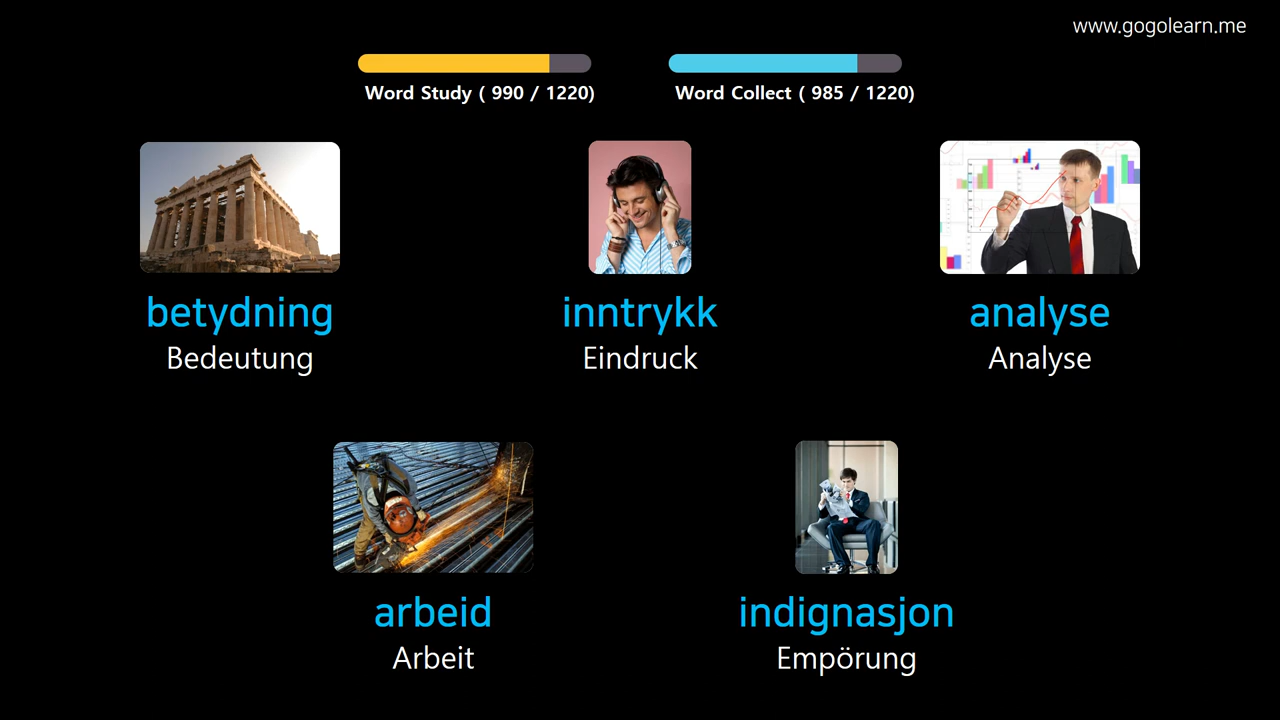 www.gogolearn.me
Word Study ( 990 / 1220)
Word Collect ( 985 / 1220)
betydning
Bedeutung
inntrykk
Eindruck
analyse
Analyse
arbeid
Arbeit
indignasjon
Empörung